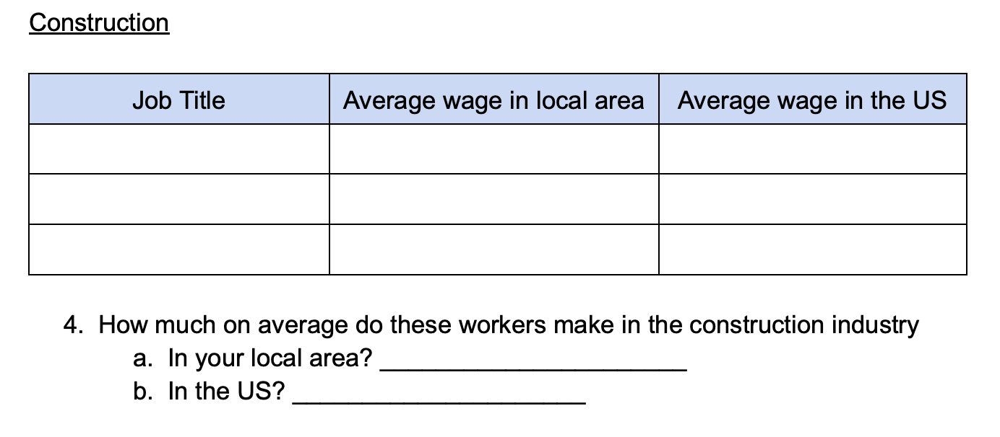 Construction
Job Title Average wage in local area Average wage in the US
4. How much on average do these workers make in the construction industry
a. In your local area? ______________________
b. In the US? _____________________